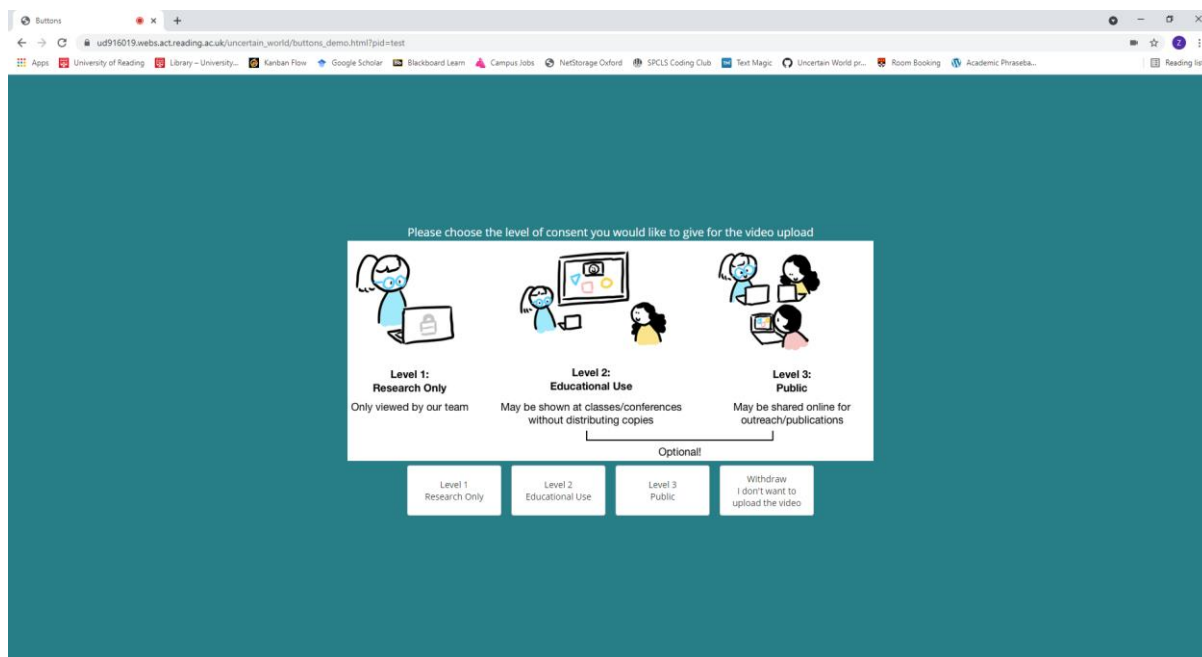 Buttons
ud916019.webs.act.reading.ac.uk/uncertain_world/buttons_demo.html?pid=test
Z
Apps University of Reading Library – University... Kanban Flow Google Scholar Blackboard Learn Campus Jobs NetStorage Oxford SPCLS Coding Club Text Magic Uncertain World pr... Room Booking Academic Phraseba... Reading lis
Please choose the level of consent you would like to give for the video upload
Level 1:
Research Only
Only viewed by our team
Level 2:
Educational Use
May be shown at classes/conferences
without distributing copies
Level 3:
Public
May be shared online for
outreach/publications
Optional!
Level 1
Research Only
Level 2
Educational Use
Level 3
Public
Withdraw
I don't want to
upload the video